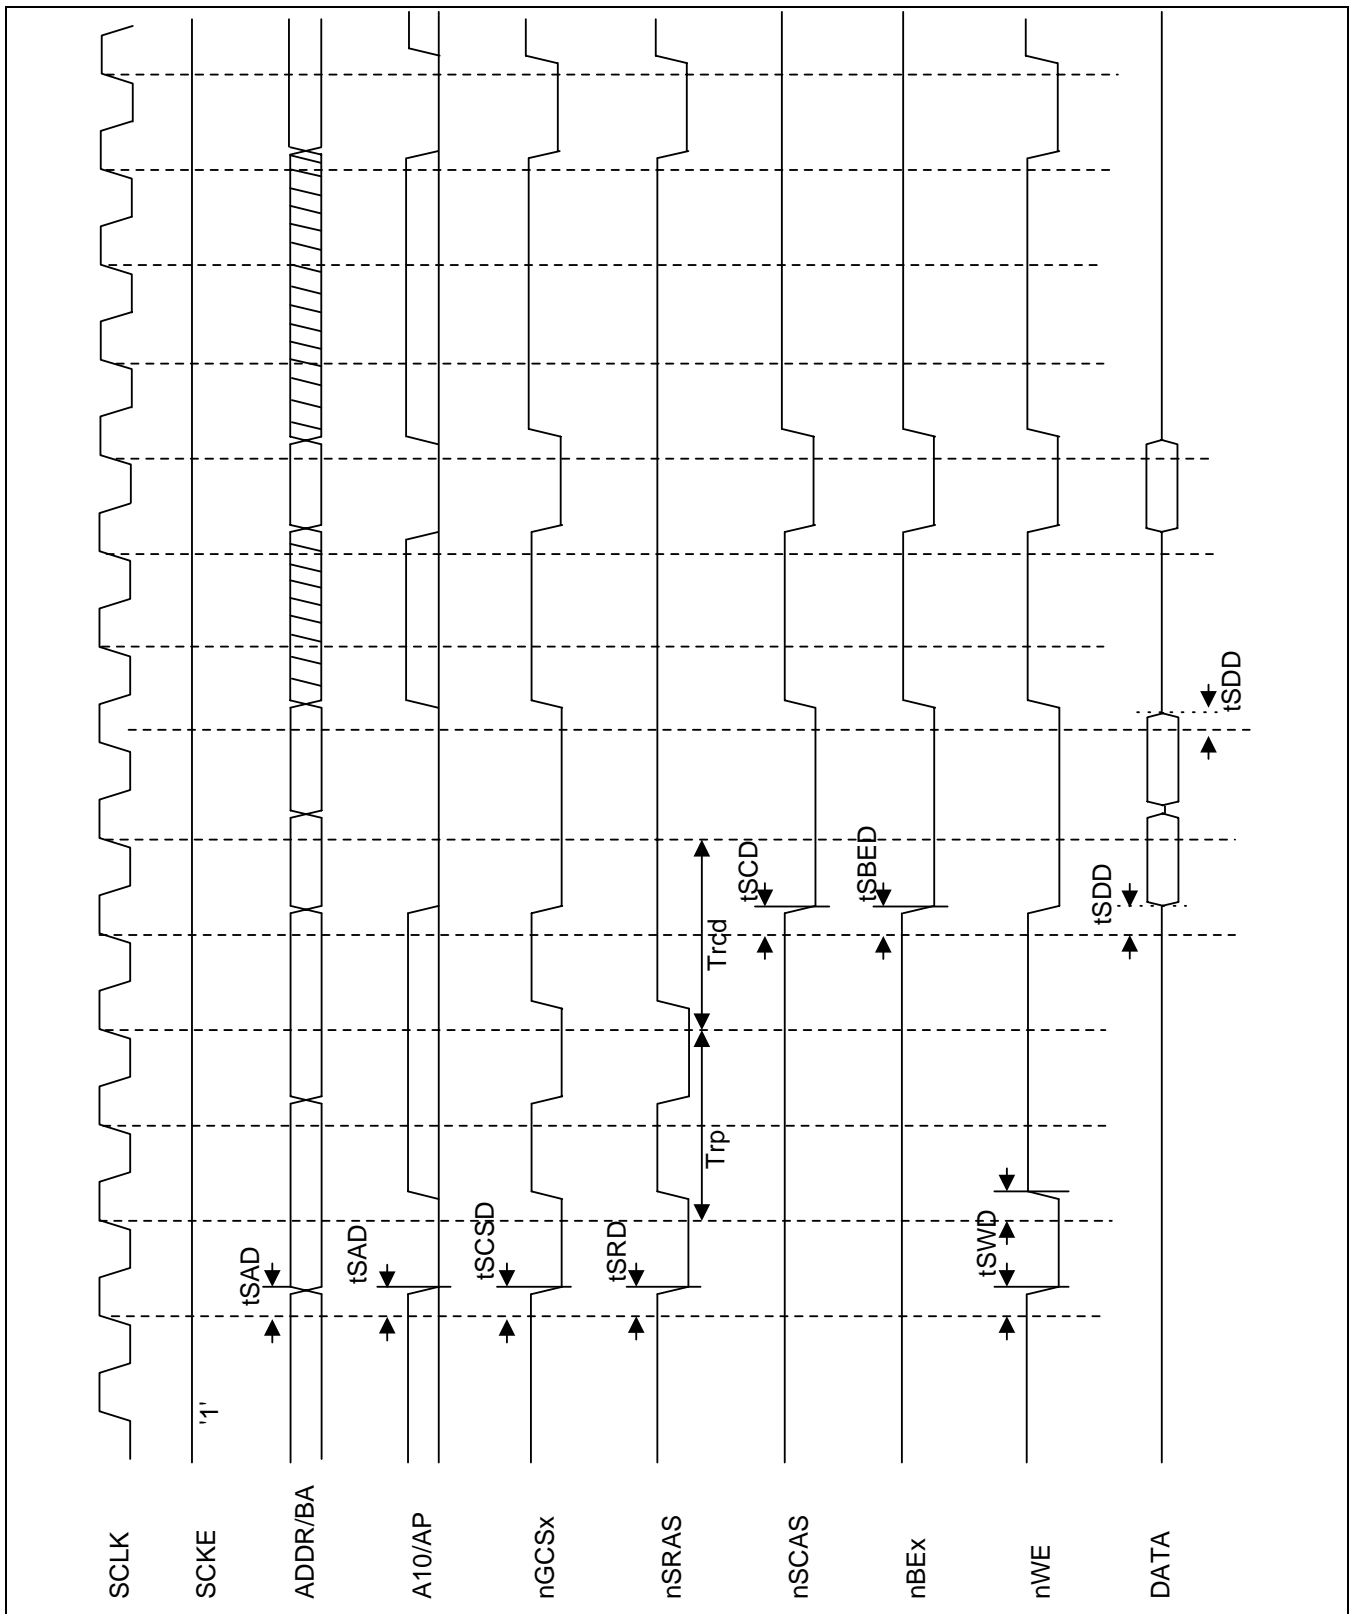 SCLK
SCKE
'1'
ADDR/BA
tSAD
A10/AP
tSAD
nGCSx
tSCSD
nSRAS
tSRD
Trp
Trcd
nSCAS
tSCD
nBEx
tSBED
nWE
tSWD
DATA
tSDD
tSDD